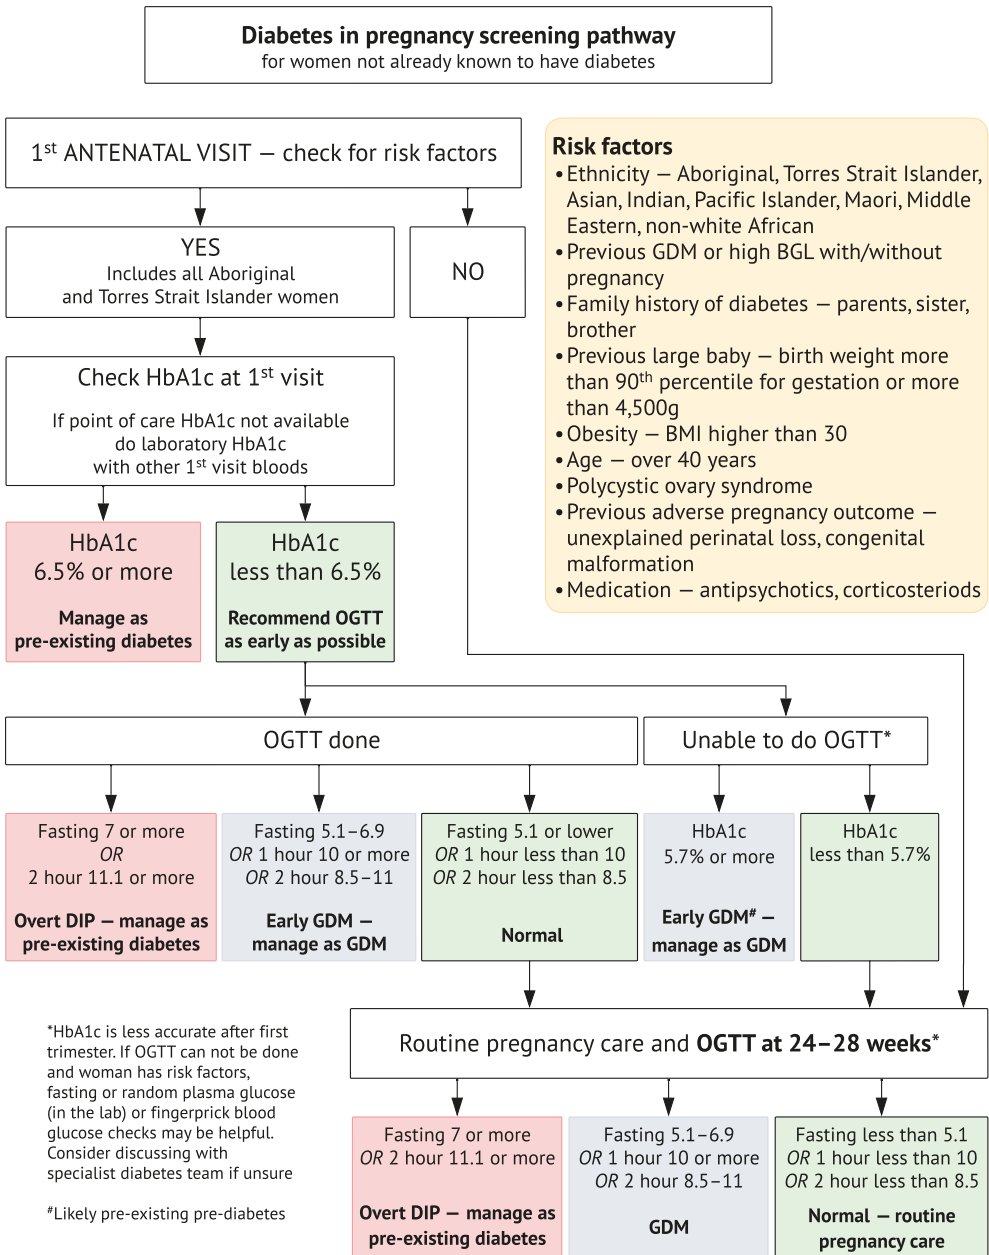 Diabetes in pregnancy screening pathway
for women not already known to have diabetes
1st ANTENATAL VISIT — check for risk factors
YES
Includes all Aboriginal
and Torres Strait Islander women
NO
Check HbA1c at 1st visit
If point of care HbA1c not available
do laboratory HbA1c
with other 1st visit bloods
HbA1c
6.5% or more
Manage as
pre-existing diabetes
HbA1c
less than 6.5%
Recommend OGTT
as early as possible
Risk factors
• Ethnicity — Aboriginal, Torres Strait Islander,
Asian, Indian, Pacific Islander, Maori, Middle
Eastern, non-white African
• Previous GDM or high BGL with/without
pregnancy
• Family history of diabetes — parents, sister,
brother
• Previous large baby — birth weight more
than 90th percentile for gestation or more
than 4,500g
• Obesity — BMI higher than 30
• Age — over 40 years
• Polycystic ovary syndrome
• Previous adverse pregnancy outcome —
unexplained perinatal loss, congenital
malformation
• Medication — antipsychotics, corticosteriods
OGTT done
Unable to do OGTT*
Fasting 7 or more
OR
2 hour 11.1 or more
Overt DIP — manage as
pre-existing diabetes
Fasting 5.1–6.9
OR 1 hour 10 or more
OR 2 hour 8.5–11
Early GDM —
manage as GDM
Fasting 5.1 or lower
OR 1 hour less than 10
OR 2 hour less than 8.5
Normal
HbA1c
5.7% or more
Early GDM# —
manage as GDM
HbA1c
less than 5.7%
Routine pregnancy care and OGTT at 24–28 weeks*
*HbA1c is less accurate after first
trimester. If OGTT can not be done
and woman has risk factors,
fasting or random plasma glucose
(in the lab) or fingerprick blood
glucose checks may be helpful.
Consider discussing with
specialist diabetes team if unsure
#Likely pre-existing pre-diabetes
Fasting 7 or more
OR 2 hour 11.1 or more
Overt DIP — manage as
pre-existing diabetes
Fasting 5.1–6.9
OR 1 hour 10 or more
OR 2 hour 8.5–11
GDM
Fasting less than 5.1
OR 1 hour less than 10
OR 2 hour less than 8.5
Normal — routine
pregnancy care